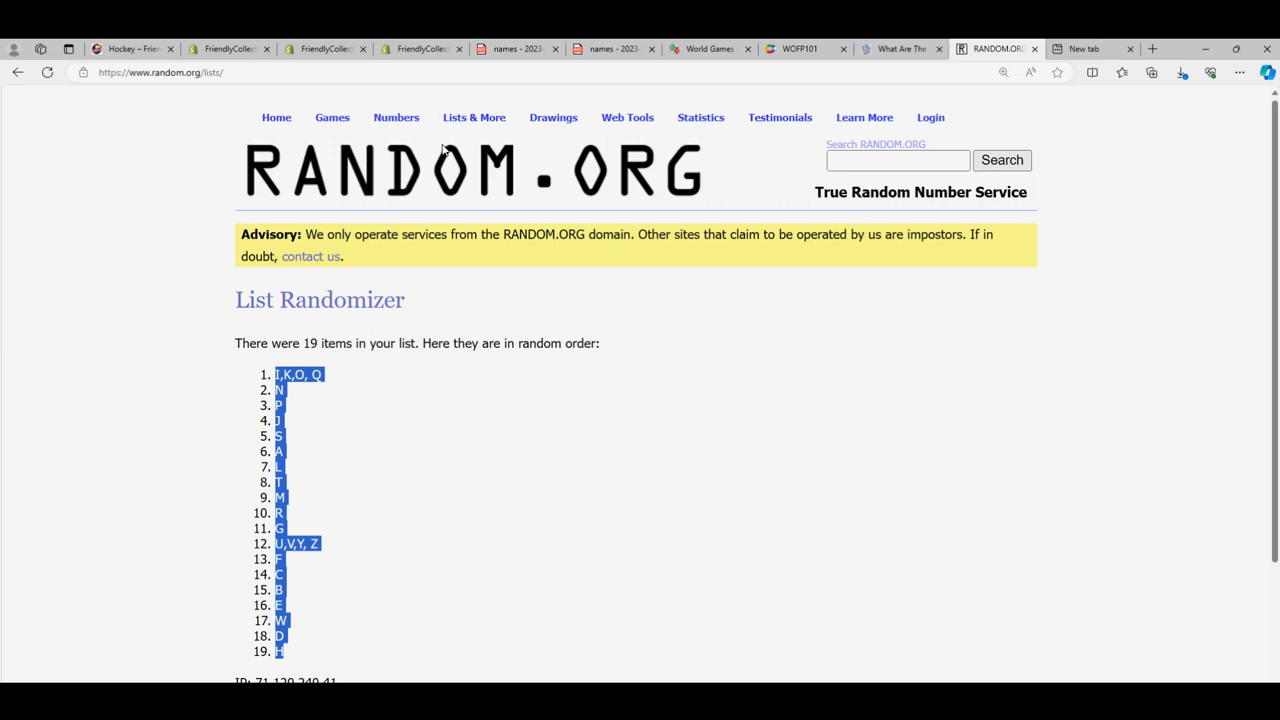 Hockey – Frien
FriendlyCollect
FriendlyCollect
FriendlyCollect
names - 2023-
names - 2023-
World Games -
WOFP101
What Are The
RANDOM.ORG
New tab
https://www.random.org/lists/
Home Games Numbers Lists & More Drawings Web Tools Statistics Testimonials Learn More Login
RANDOM.ORG
Search RANDOM.ORG
Search
True Random Number Service
Advisory: We only operate services from the RANDOM.ORG domain. Other sites that claim to be operated by us are impostors. If in
doubt, contact us.
List Randomizer
There were 19 items in your list. Here they are in random order:
1. I,K,O, Q
2. N
3. P
4. J
5. S
6. A
7. L
8. T
9. M
10. R
11. G
12. U,V,Y, Z
13. F
14. C
15. B
16. E
17. W
18. D
19. H